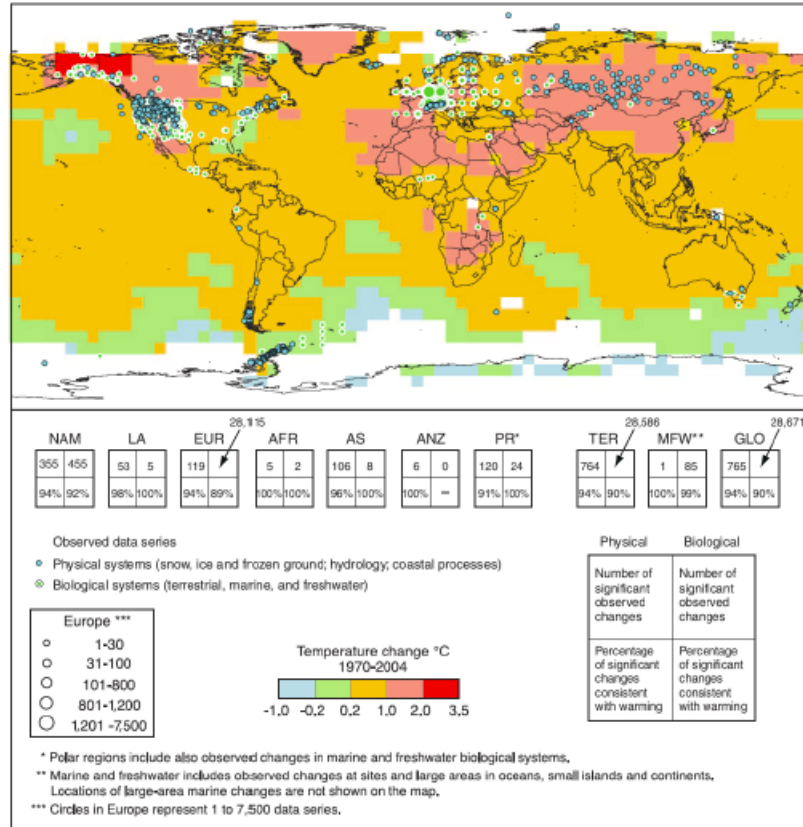 28,115
28,586
28,671
NAM LA EUR AFR AS ANZ PR* TER MFW** GLO
355 455 53 5 119 5 2 106 8 6 0 120 24 764 1 85 765
94% 92% 98% 100% 94% 89% 100% 100% 96% 100% 100% – 91% 100% 94% 90% 100% 99% 94% 90%
Observed data series
Physical systems (snow, ice and frozen ground; hydrology; coastal processes)
Biological systems (terrestrial, marine, and freshwater)
Physical Biological
Number of Number of
significant significant
observed observed
changes changes
Percentage Percentage
of significant of significant
changes changes
consistent consistent
with warming with warming
Europe ***
1-30
31-100
101-800
801-1,200
1,201 -7,500
Temperature change °C
1970-2004
-1.0 -0.2 0.2 1.0 2.0 3.5
* Polar regions include also observed changes in marine and freshwater biological systems.
** Marine and freshwater includes observed changes at sites and large areas in oceans, small islands and continents.
Locations of large-area marine changes are not shown on the map.
*** Circles in Europe represent 1 to 7,500 data series.